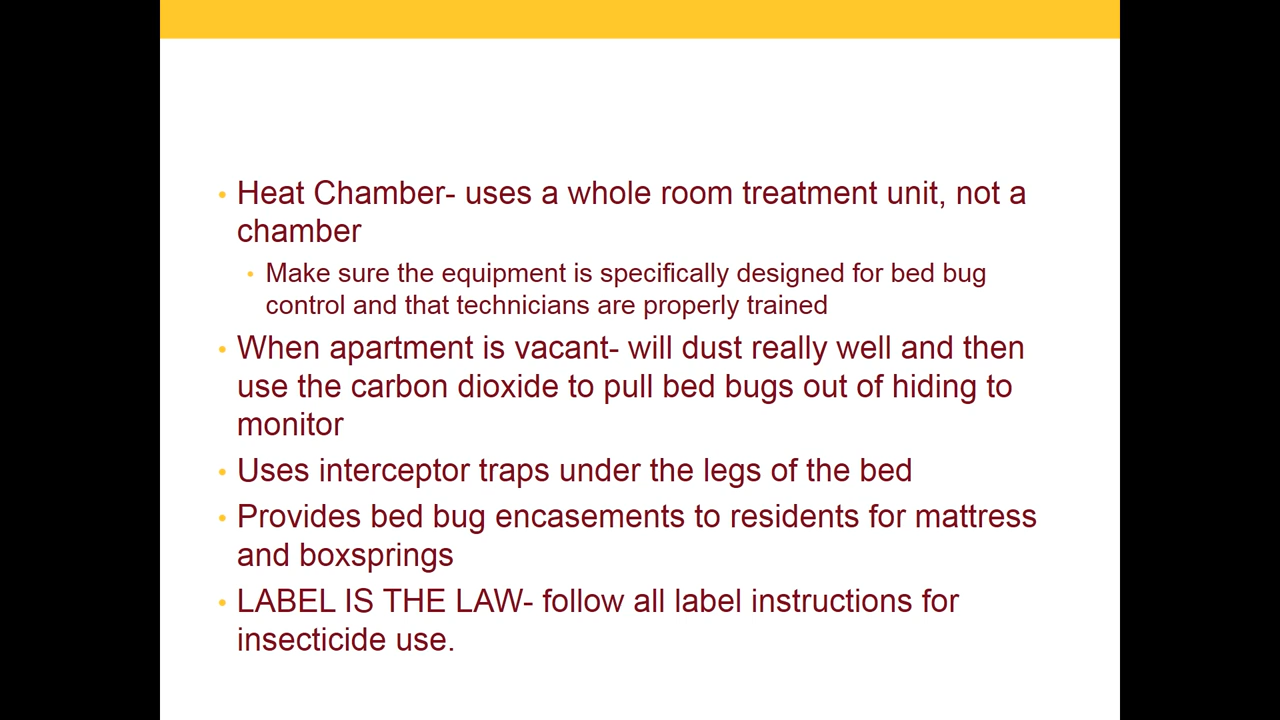 • Heat Chamber- uses a whole room treatment unit, not a
chamber
• Make sure the equipment is specifically designed for bed bug
control and that technicians are properly trained
• When apartment is vacant- will dust really well and then
use the carbon dioxide to pull bed bugs out of hiding to
monitor
• Uses interceptor traps under the legs of the bed
• Provides bed bug encasements to residents for mattress
and boxsprings
• LABEL IS THE LAW- follow all label instructions for
insecticide use.